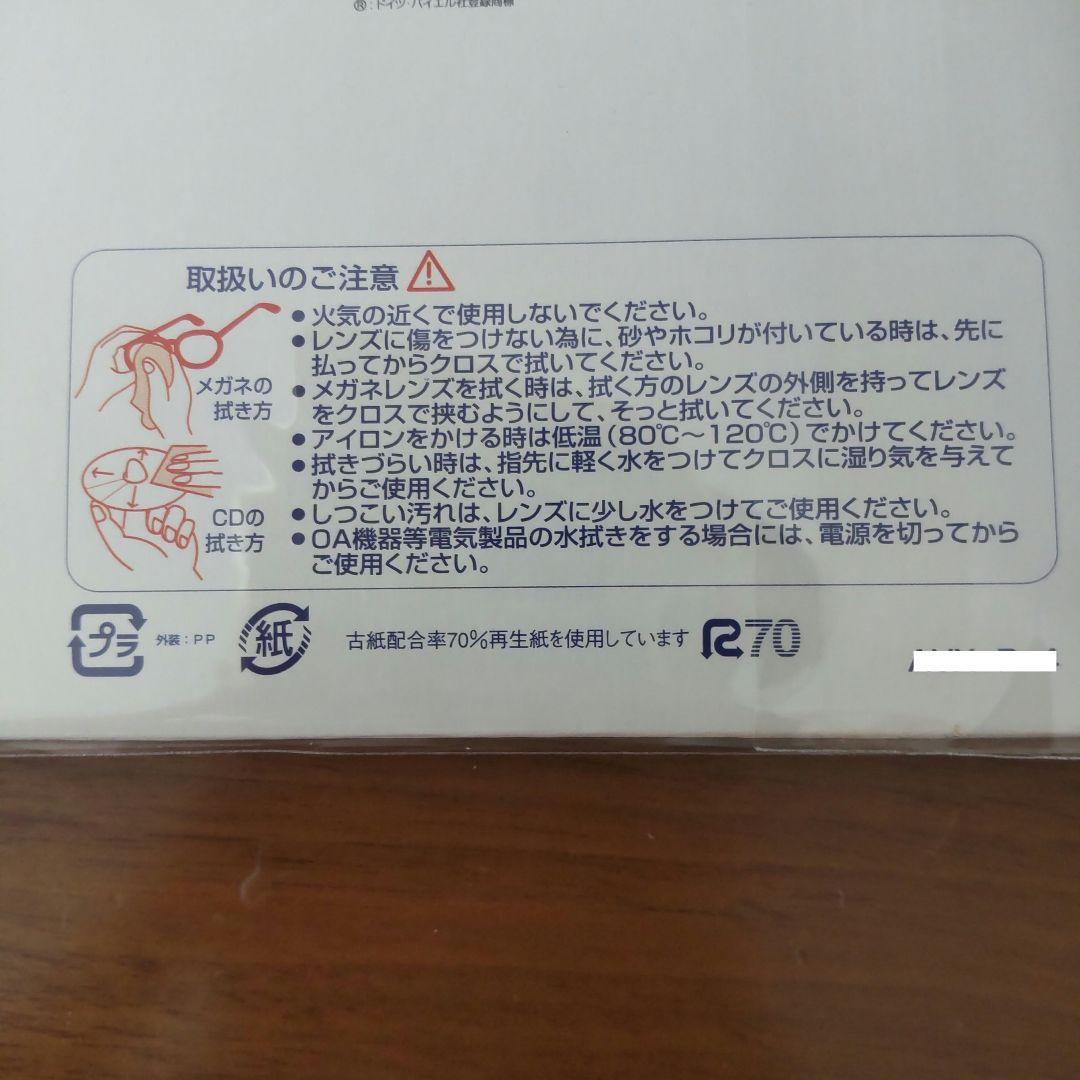 Ⓡ：ドイツ・バイエル社登録商標
取扱いのご注意
●火気の近くで使用しないでください。
●レンズに傷をつけない為に、砂やホコリが付いている時は、先に
払ってからクロスで拭いてください。
メガネの
拭き方
●メガネレンズを拭く時は、拭く方のレンズの外側を持ってレンズ
をクロスで挟むようにして、そっと拭いてください。
●アイロンをかける時は低温(80℃～120℃)でかけてください。
●拭きづらい時は、指先に軽く水をつけてクロスに湿り気を与えて
からご使用ください。
CDの
拭き方
●しつこい汚れは、レンズに少し水をつけてご使用ください。
●OA機器等電気製品の水拭きをする場合には、電源を切ってから
ご使用ください。
プラ
外装：PP
紙
古紙配合率70%再生紙を使用しています
R70